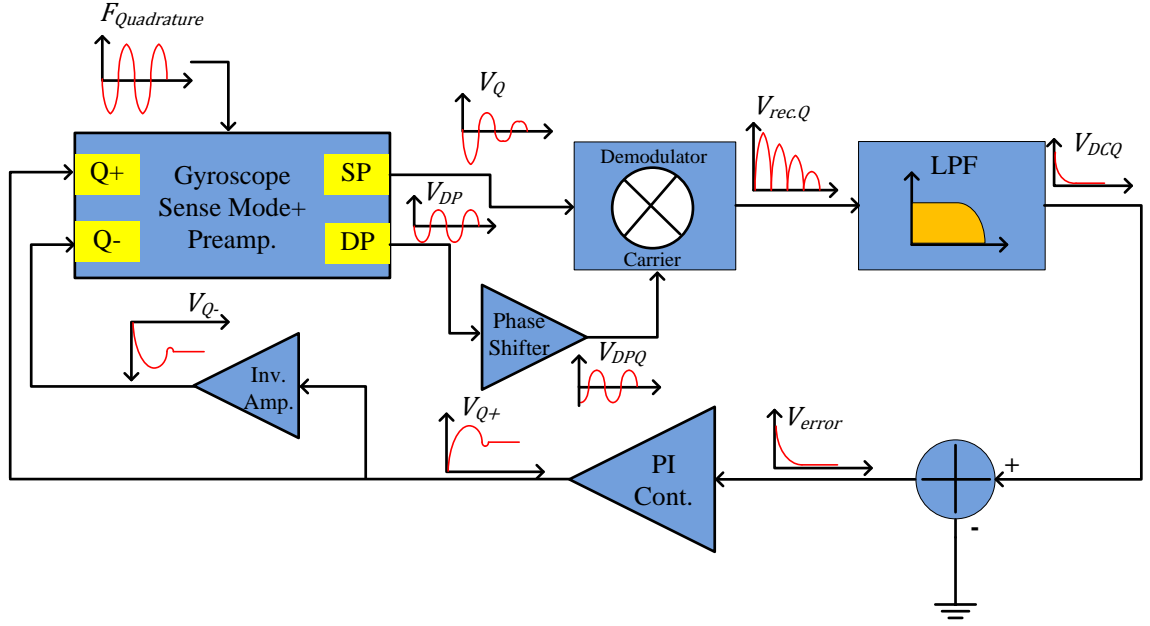 FQuadrature
VQ
Vrec.Q
VDCQ
Q+
Q-
Gyroscope
Sense Mode+
Preamp.
SP
DP
VDP
Demodulator
Carrier
LPF
Phase
Shifter
VDPQ
VQ-
Inv.
Amp.
VQ+
PI
Cont.
Verror
+
-